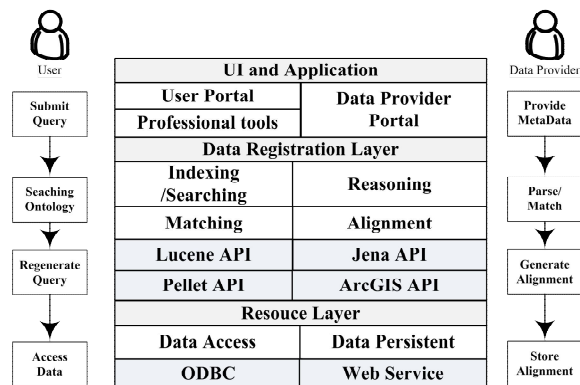 User
Submit
Query
Seaching
Ontology
Regenerate
Query
Access
Data
UI and Application
User Portal
Professional tools
Data Provider
Portal
Data Registration Layer
Indexing
/Searching
Reasoning
Matching
Alignment
Lucene API
Jena API
Pellet API
ArcGIS API
Resouce Layer
Data Access
Data Persistent
ODBC
Web Service
Data Provider
Provide
MetaData
Parse/
Match
Generate
Alignment
Store
Alignment